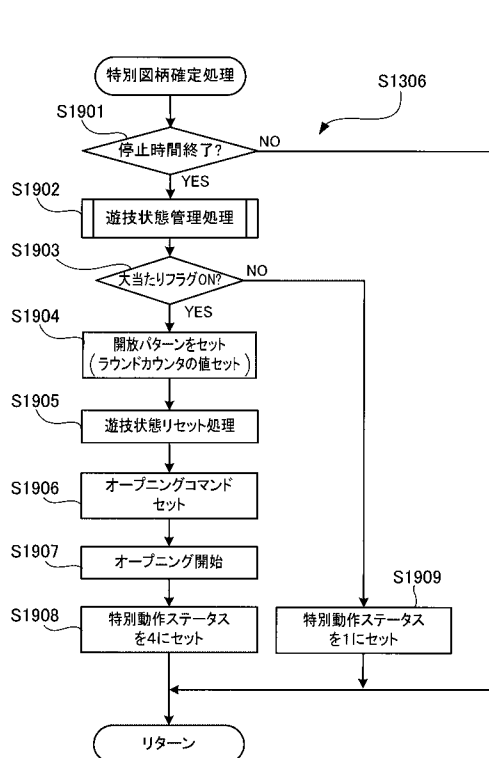 特別図柄確定処理
S1306
S1901
停止時間終了?
NO
YES
S1902
遊技状態管理処理
S1903
大当たりフラグON?
NO
YES
S1904
開放パターンをセット
(ラウンドカウンタの値セット)
S1905
遊技状態リセット処理
S1906
オープニングコマンド
セット
S1907
オープニング開始
S1908
特別動作ステータス
を4にセット
S1909
特別動作ステータス
を1にセット
リターン